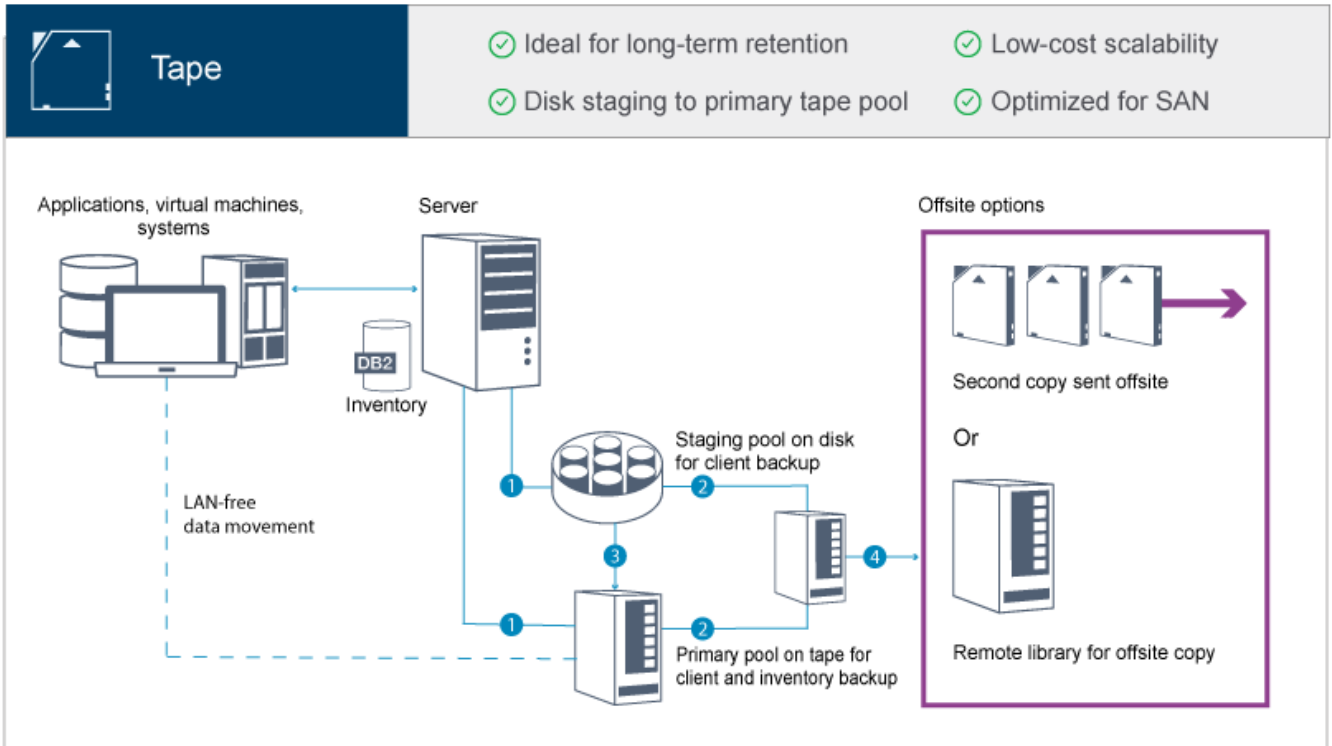 Tape
Ideal for long-term retention
Low-cost scalability
Disk staging to primary tape pool
Optimized for SAN
Applications, virtual machines,
systems
Server
Offsite options
DB2
Inventory
Second copy sent offsite
Or
Staging pool on disk
for client backup
1
2
LAN-free
data movement
3
4
1
2
Primary pool on tape for
client and inventory backup
Remote library for offsite copy